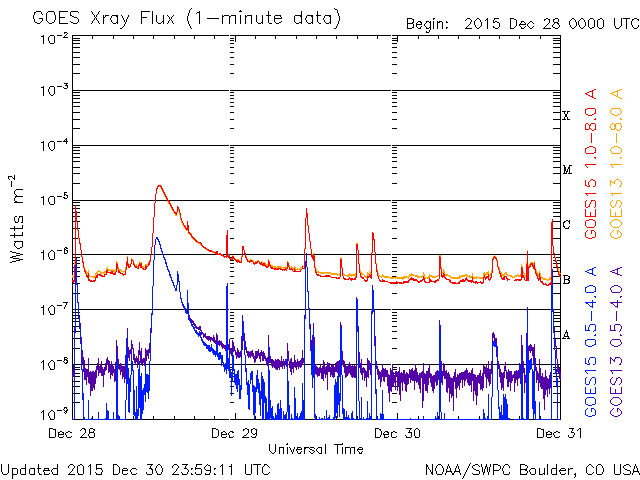 GOES Xray Flux (1-minute data)
Begin: 2015 Dec 28 0000 UTC
10⁻²
10⁻³
10⁻⁴
10⁻⁵
10⁻⁶
10⁻⁷
10⁻⁸
10⁻⁹
Watts m⁻²
X
M
C
B
A
GOES15 1.0-8.0 A
GOES13 1.0-8.0 A
GOES15 0.5-4.0 A
GOES13 0.5-4.0 A
Dec 28
Dec 29
Dec 30
Dec 31
Universal Time
Updated 2015 Dec 30 23:59:11 UTC
NOAA/SWPC Boulder, CO USA